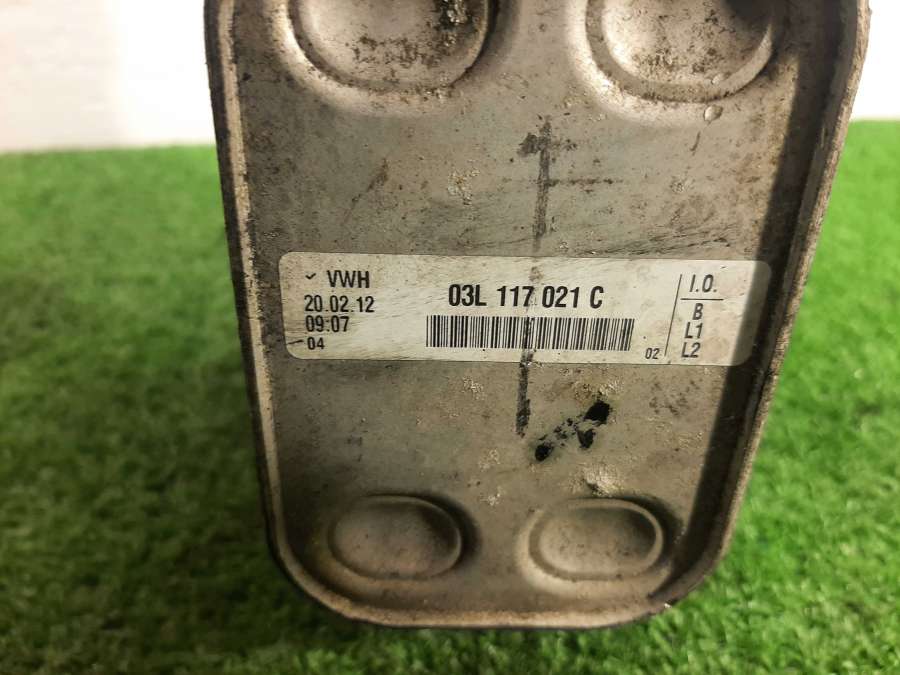 ✓ VWH
20.02.12
09:07
04
03L 117 021 C
02
I.O.
B
L1
L2